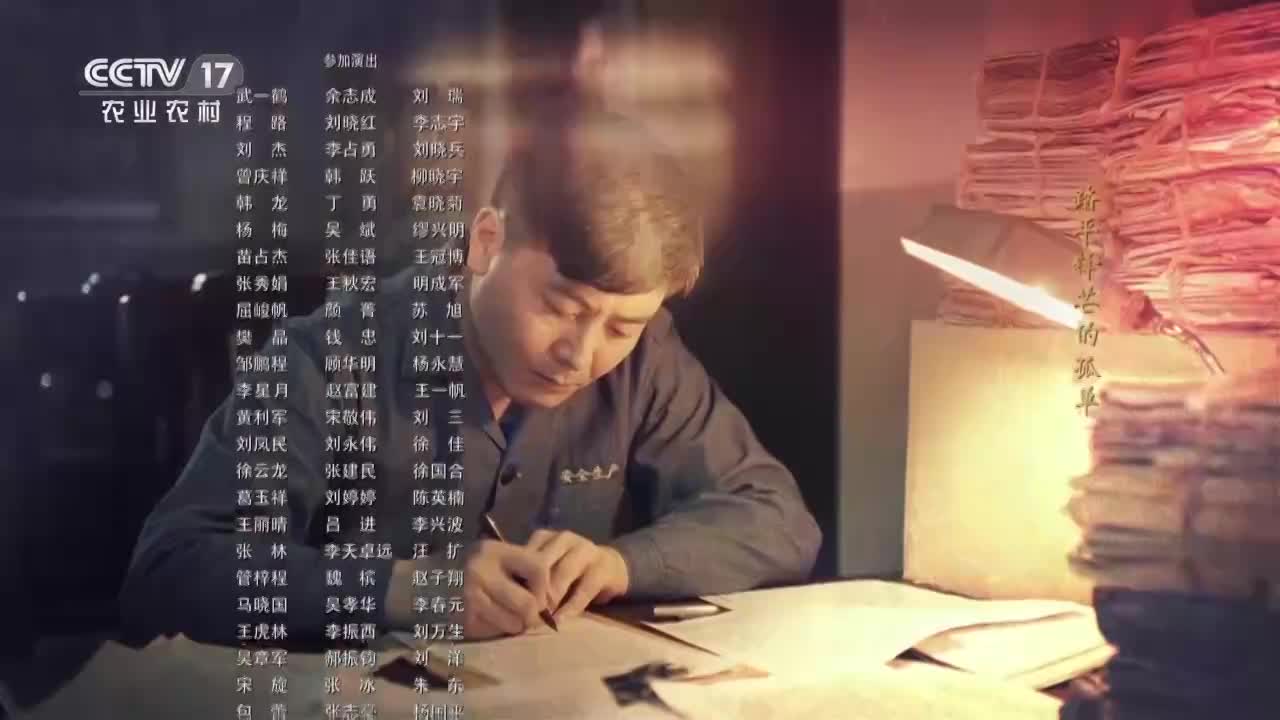 CCTV 17
农业农村
参加演出
武一鹤 余志成 刘 瑞
程 路 刘晓红 李志宇
刘 杰 李占勇 刘晓兵
曾庆样 韩 跃 柳晓宇
韩 龙 丁 勇 袁晓菊
杨 梅 吴 斌 缪兴明
苗占杰 张佳语 王冠博
张秀娟 王秋宏 明成军
屈峻帆 颜 菁 苏 旭
樊 晶 钱 忠 刘十一
邹鹏程 顾华明 杨永慧
李星月 赵富建 王一帆
黄利军 宋敬伟 刘 三
刘凤民 刘永伟 徐 佳
徐云龙 张建民 徐国合
葛玉祥 刘婷婷 陈英楠
王丽晴 吕 进 李兴波
张 林 李天卓远 汪 扩
管梓程 魏 槟 赵子翔
马晓国 吴孝华 李春元
王虎林 李振西 刘万生
吴章军 郝振钧 刘 洋
宋 旋 张 冰 朱 东
包 蕾 张志豪 杨国平
安全生产
踏平杆芒的孤单